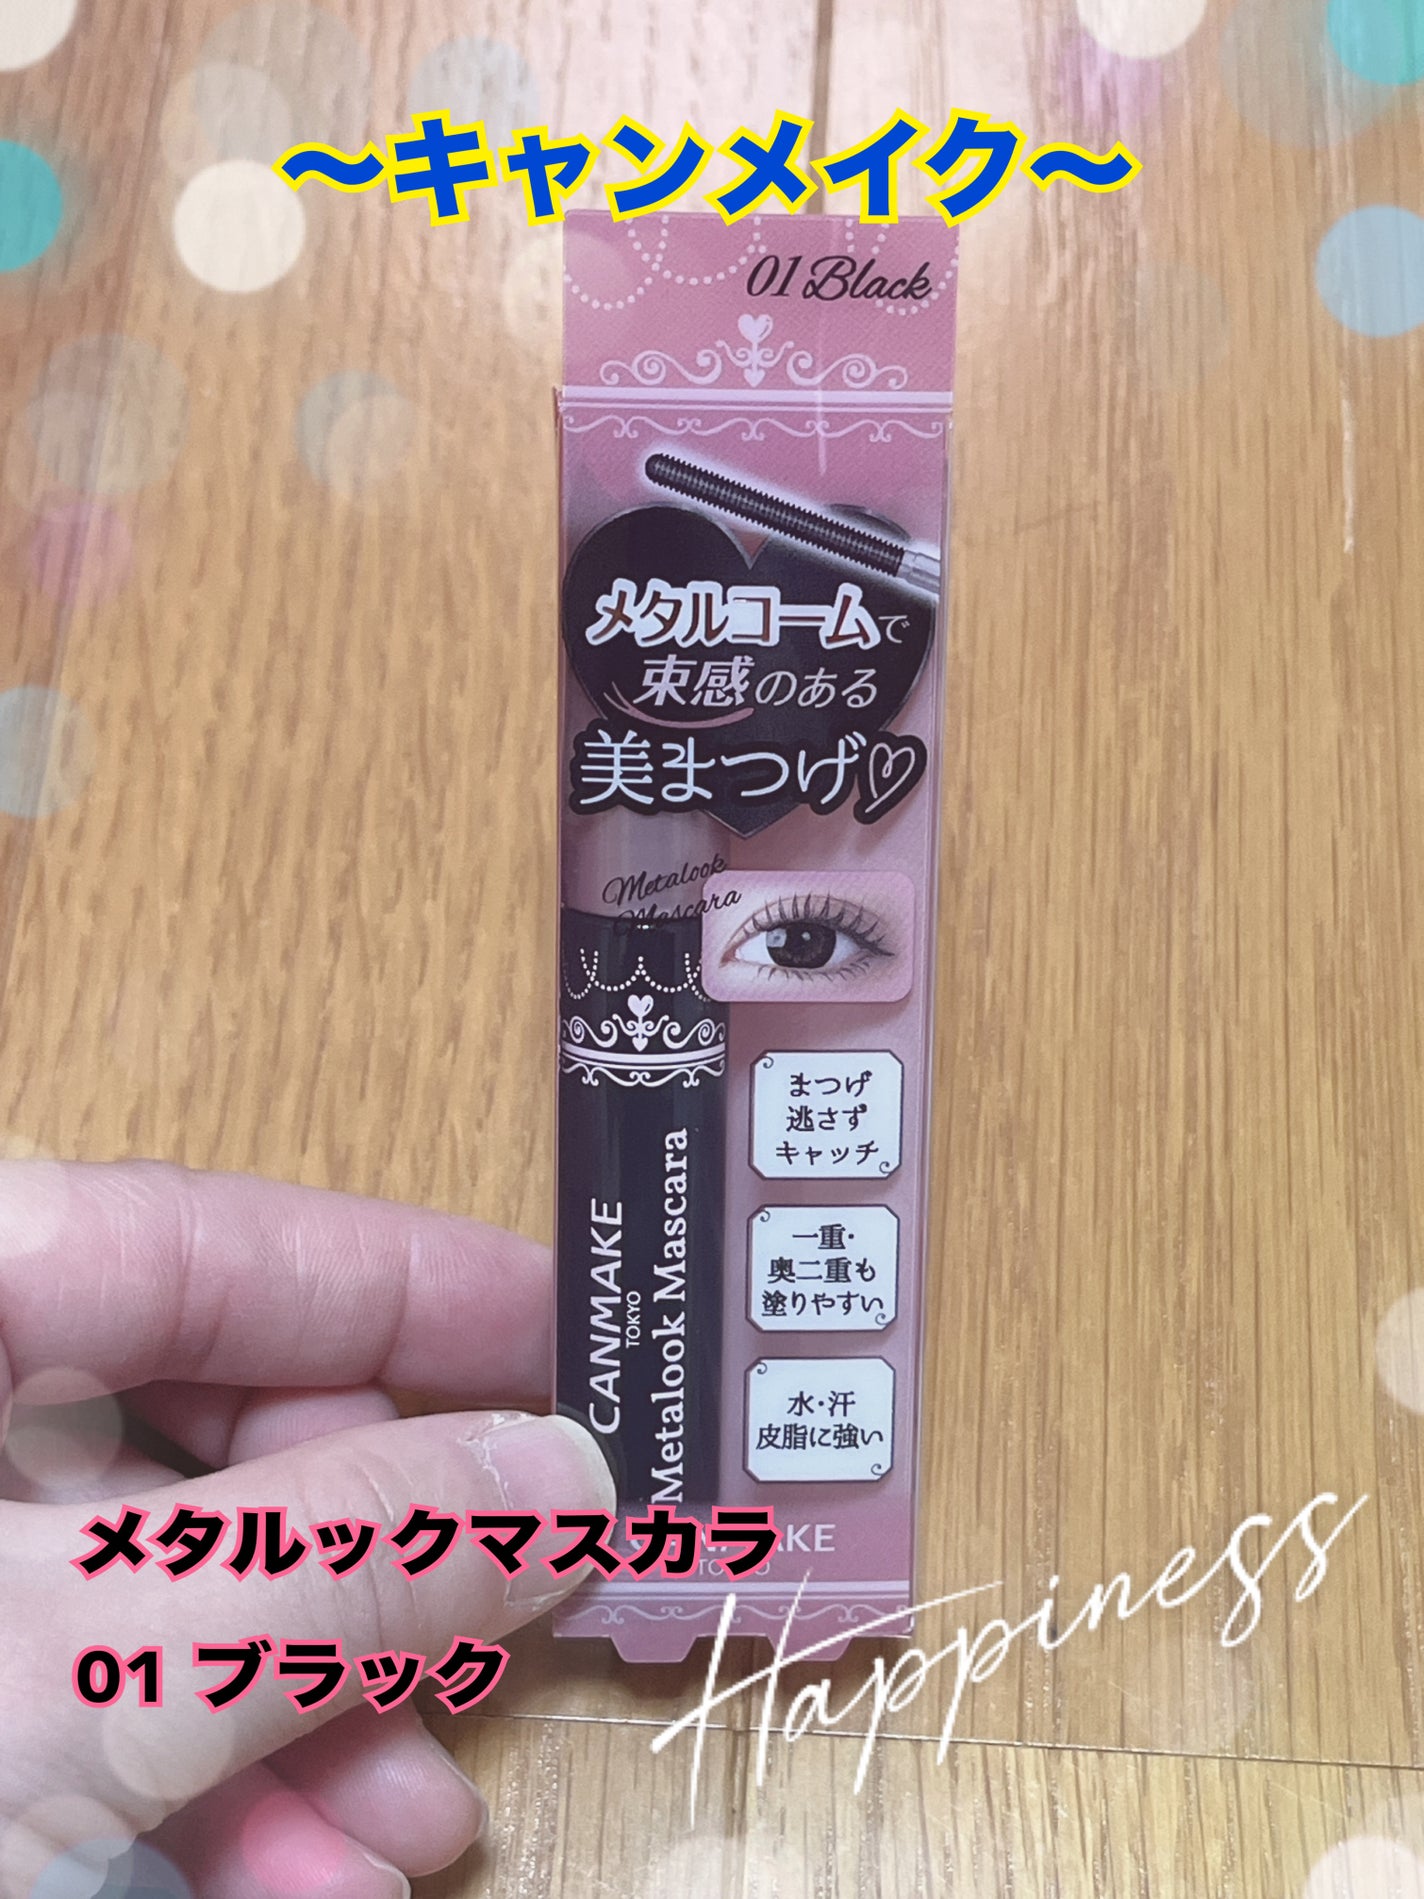 ～キャンメイク～
01 Black
メタルコームで
束感のある
美まつげ♡
Metalook
Mascara
まつげ
逃さず
キャッチ
一重・
奥二重も
塗りやすい
水・汗
皮脂に強い
CANMAKE
TOKYO
Metalook Mascara
CANMAKE
TOKYO
メタルックマスカラ
01 ブラック
Happiness